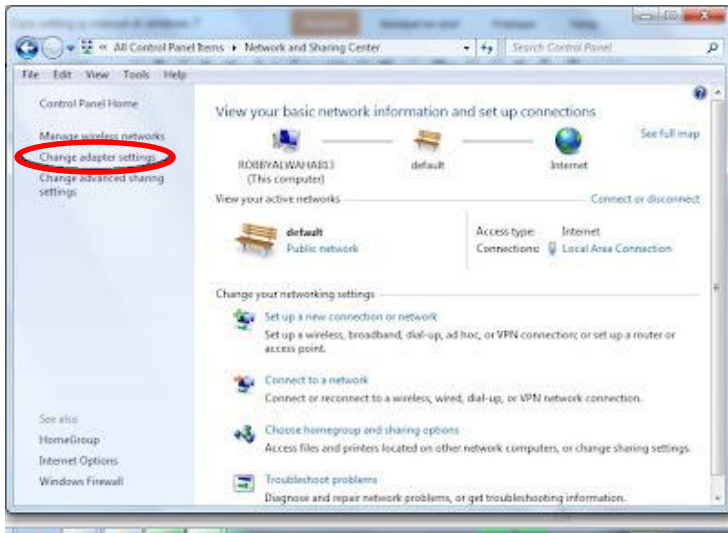 « All Control Panel Items ▸ Network and Sharing Center
Search Control Panel
File Edit View Tools Help
Control Panel Home
Manage wireless networks
Change adapter settings
Change advanced sharing
settings
See also
HomeGroup
Internet Options
Windows Firewall
View your basic network information and set up connections
See full map
default
Internet
(This computer)
View your active networks
Connect or disconnect
default
Public network
Access type: Internet
Connections: Local Area Connection
Change your networking settings
Set up a new connection or network
Set up a wireless, broadband, dial-up, ad hoc, or VPN connection; or set up a router or
access point.
Connect to a network
Connect or reconnect to a wireless, wired, dial-up, or VPN network connection.
Choose homegroup and sharing options
Access files and printers located on other network computers, or change sharing settings.
Troubleshoot problems
Diagnose and repair network problems, or get troubleshooting information.